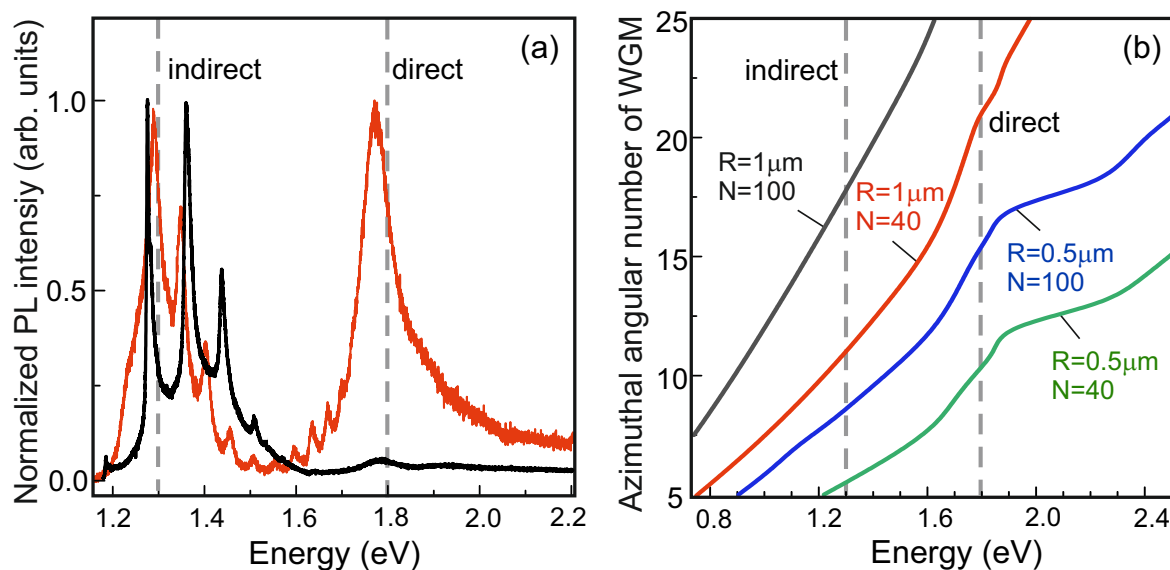 (a)
indirect
direct
Normalized PL intensiy (arb. units)
1.0
0.5
0.0
1.2
1.4
1.6
1.8
2.0
2.2
Energy (eV)
(b)
indirect
direct
Azimuthal angular number of WGM
25
20
15
10
5
R=1μm
N=100
R=1μm
N=40
R=0.5μm
N=100
R=0.5μm
N=40
0.8
1.2
1.6
2.0
2.4
Energy (eV)